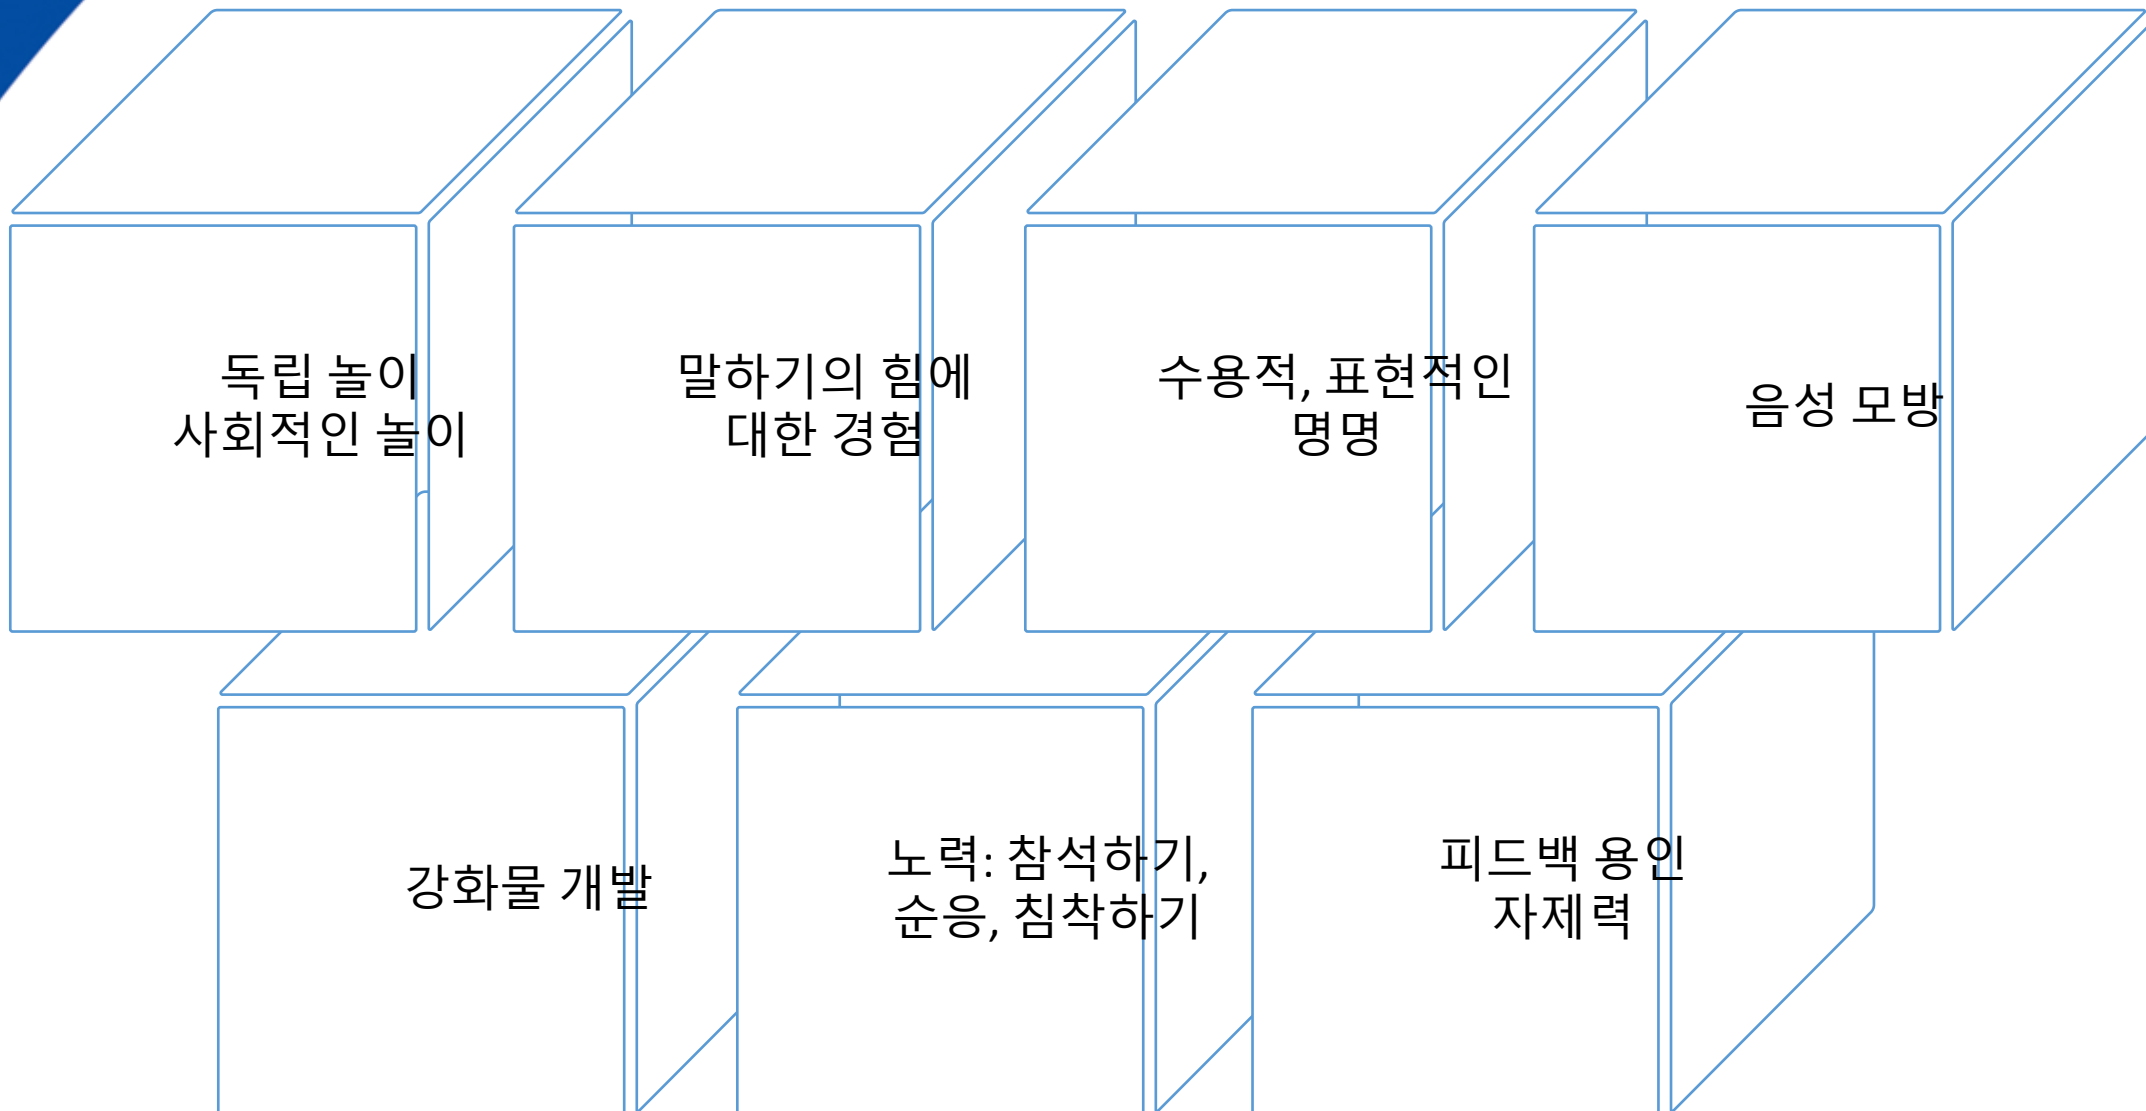 독립 놀이
사회적인 놀이
말하기의 힘에
대한 경험
수용적, 표현적인
명명
음성 모방
강화물 개발
노력: 참석하기,
순응, 침착하기
피드백 용인
자제력